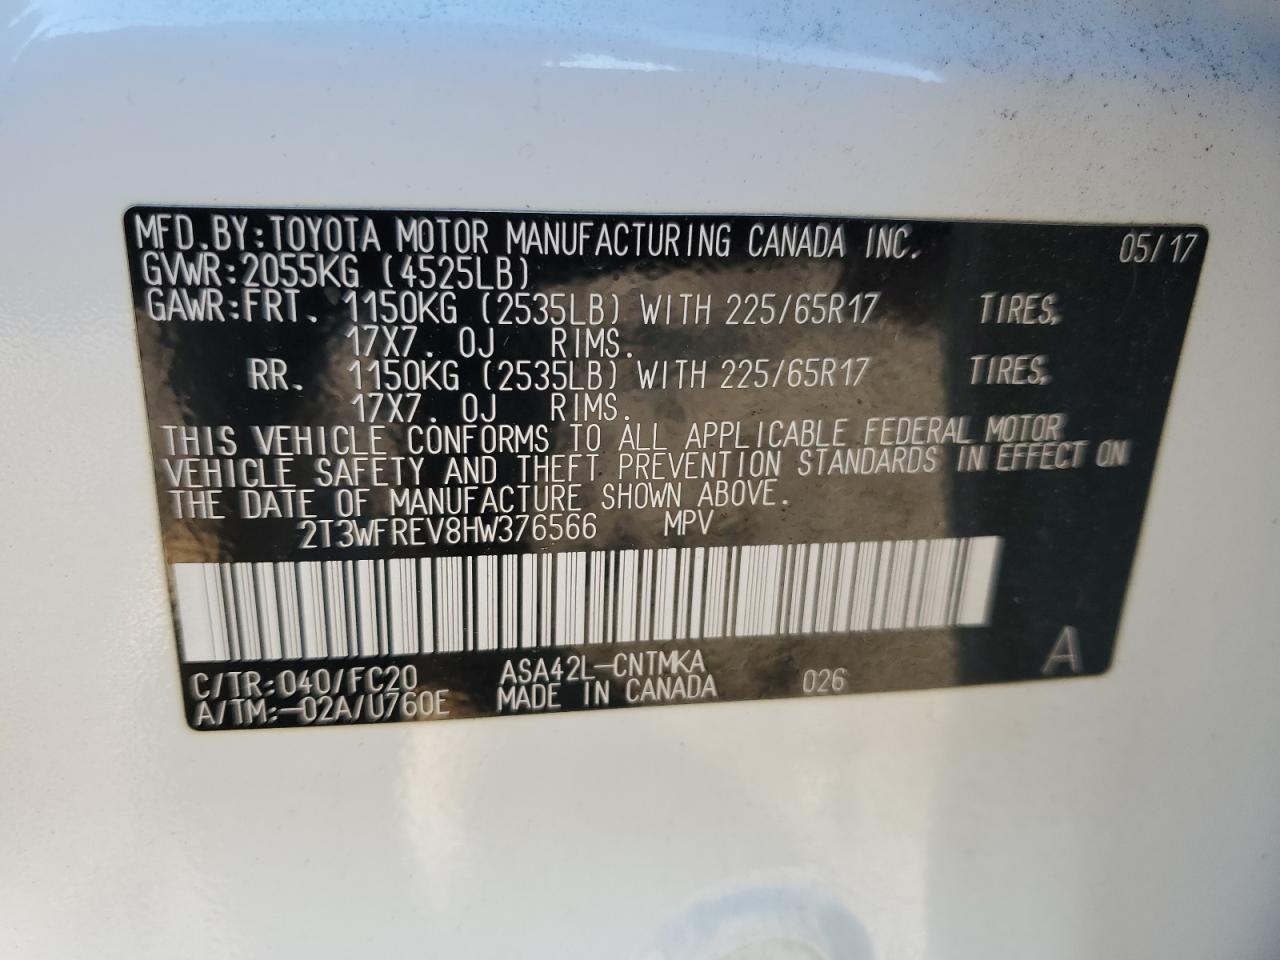 MFD.BY:TOYOTA MOTOR MANUFACTURING CANADA INC. 05/17
GVWR:2055KG (4525LB)
GAWR:FRT. 1150KG (2535LB) WITH 225/65R17 TIRES,
17X7.0J RIMS.
RR. 1150KG (2535LB) WITH 225/65R17 TIRES,
17X7.0J RIMS.
THIS VEHICLE CONFORMS TO ALL APPLICABLE FEDERAL MOTOR
VEHICLE SAFETY AND THEFT PREVENTION STANDARDS IN EFFECT ON
THE DATE OF MANUFACTURE SHOWN ABOVE.
2T3WFREV8HW376566 MPV
C/TR:040/FC20 ASA42L-CNTMKA
A/TM:-02A/U760E MADE IN CANADA 026 A